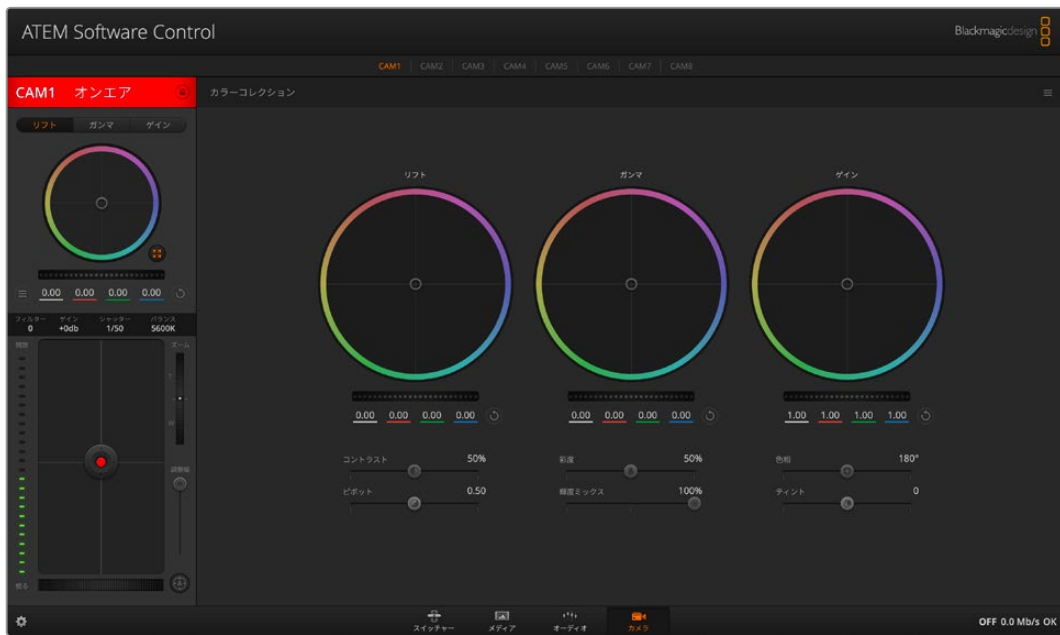 ATEM Software Control
Blackmagicdesign
CAM1 CAM2 CAM3 CAM4 CAM5 CAM6 CAM7 CAM8
CAM1 オンエア
カラーコレクション
リフト ガンマ ゲイン
0.00 0.00 0.00 0.00
フィルター ゲイン シャッター バランス
0 +0db 1/50 5600K
開放
ズーム
T
W
調整幅
絞る
リフト ガンマ ゲイン
0.00 0.00 0.00 0.00
0.00 0.00 0.00 0.00
1.00 1.00 1.00 1.00
コントラスト 50%
彩度 50%
色相 180°
ピボット 0.50
輝度ミックス 100%
ティント 0
スイッチャー メディア オーディオ カメラ
OFF 0.0 Mb/s OK